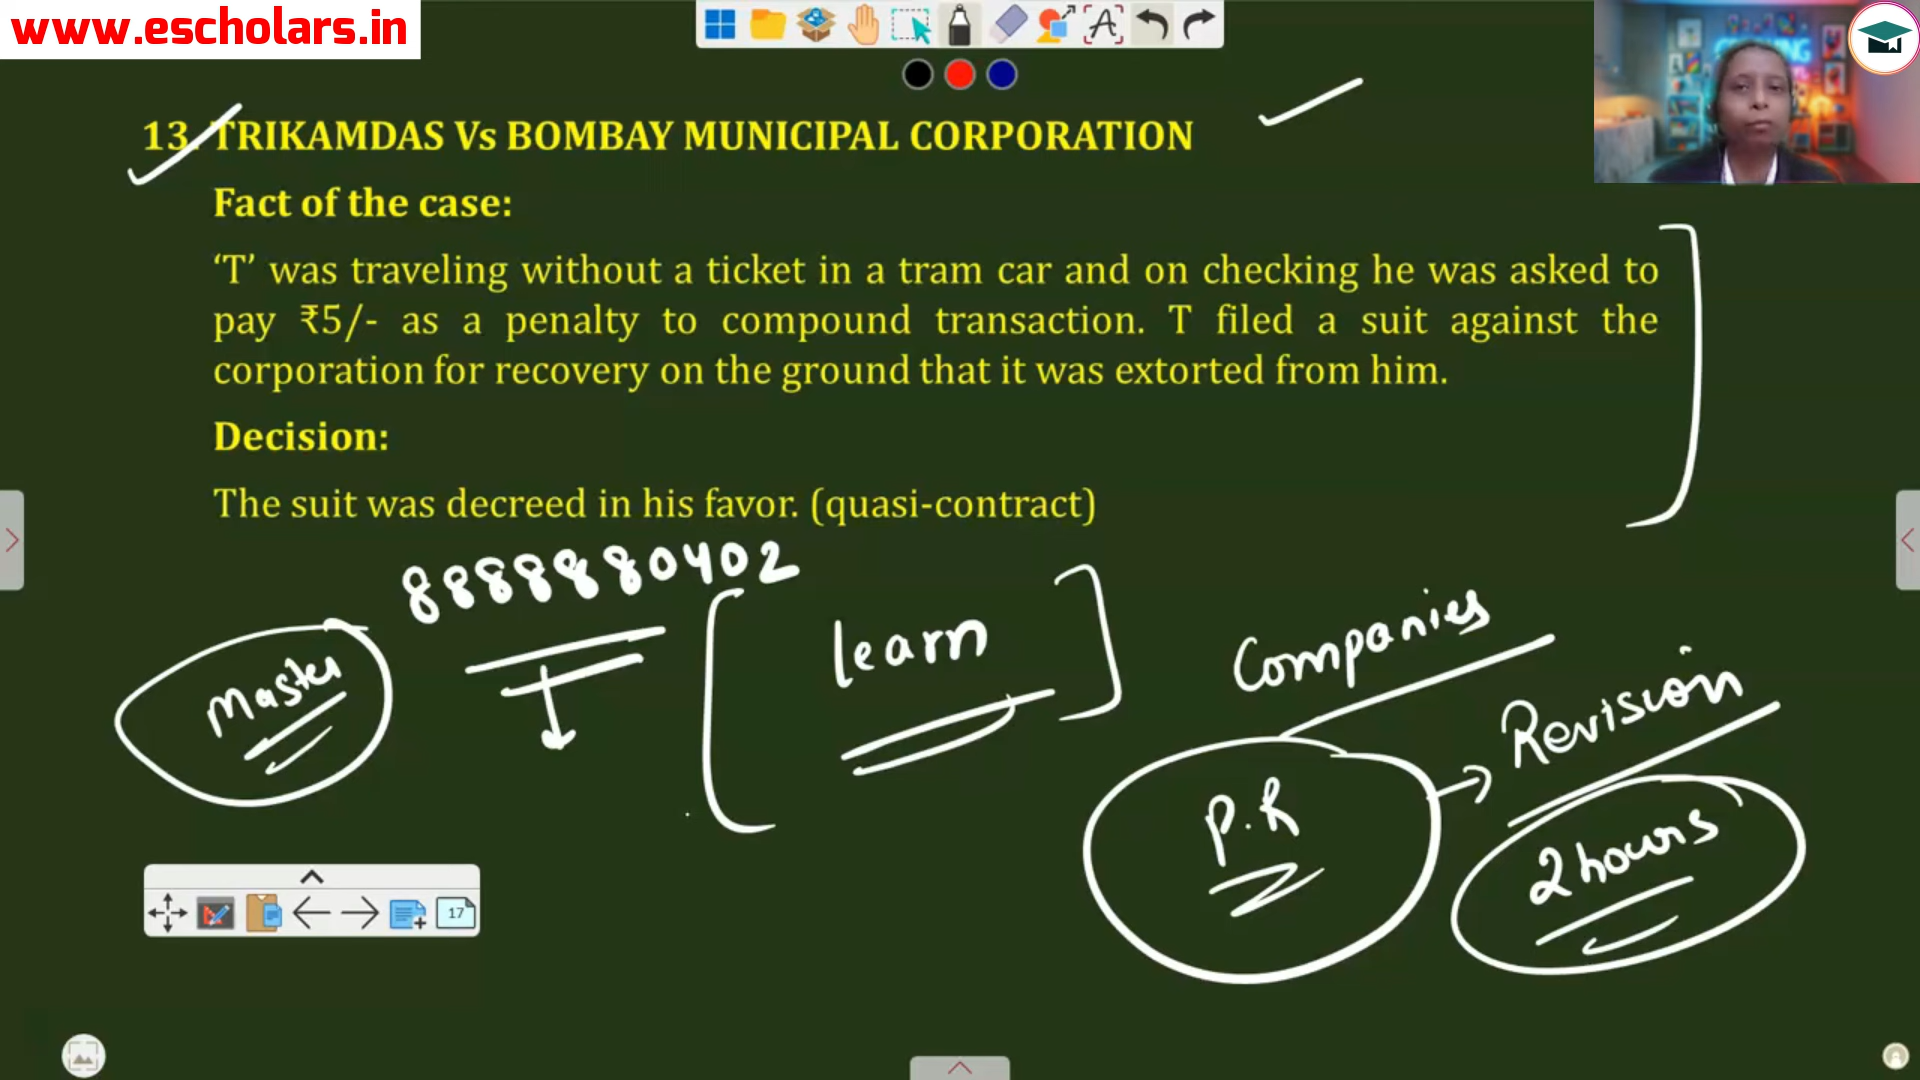 www.escholars.in
13. TRIKAMDAS Vs BOMBAY MUNICIPAL CORPORATION
Fact of the case:
‘T’ was traveling without a ticket in a tram car and on checking he was asked to
pay ₹5/- as a penalty to compound transaction. T filed a suit against the
corporation for recovery on the ground that it was extorted from him.
Decision:
The suit was decreed in his favor. (quasi-contract)
8888880402
Master
learn
Companies
Revision
P.R
2 hours
17